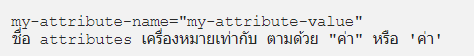 my-attribute-name="my-attribute-value"
ชื่อ attributes เครื่องหมายเท่ากับ ตามด้วย "ค่า" หรือ 'ค่า'